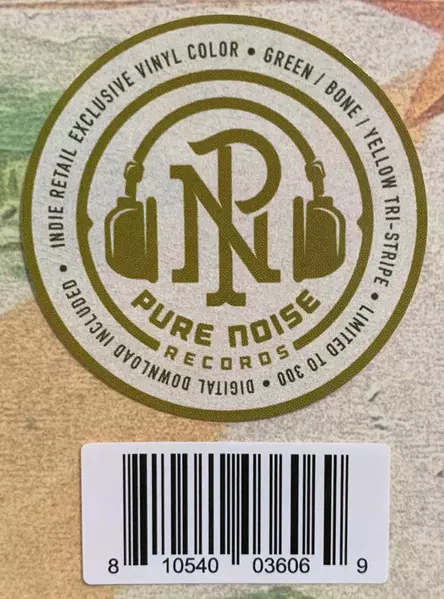 INDIE RETAIL EXCLUSIVE VINYL COLOR • GREEN / BONE / YELLOW TRI-STRIPE • LIMITED TO 300 • DIGITAL DOWNLOAD INCLUDED •
PN
PURE NOISE
RECORDS
8 10540 03606 9